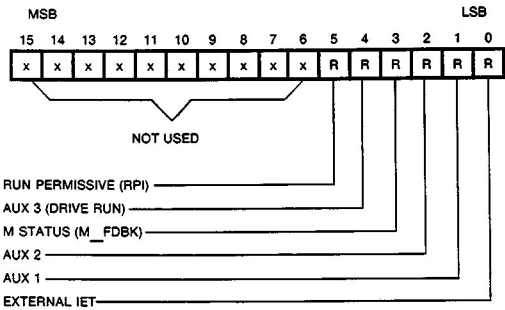 MSB LSB
15 14 13 12 11 10 9 8 7 6 5 4 3 2 1 0
x x x x x x x x x x R R R R R R
NOT USED
RUN PERMISSIVE (RPI)
AUX 3 (DRIVE RUN)
M STATUS (M_FDBK)
AUX 2
AUX 1
EXTERNAL IET